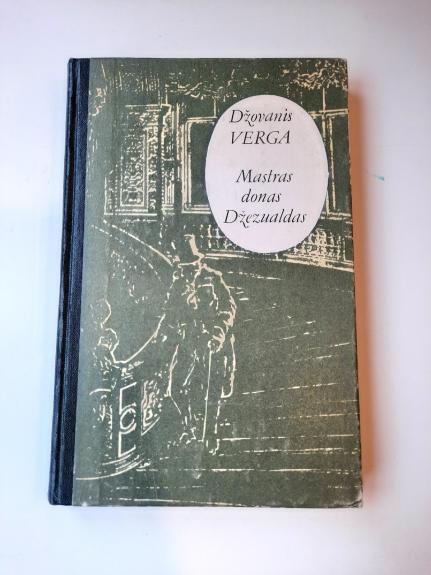 Džovanis
VERGA
Mastras
donas
Džezualdas